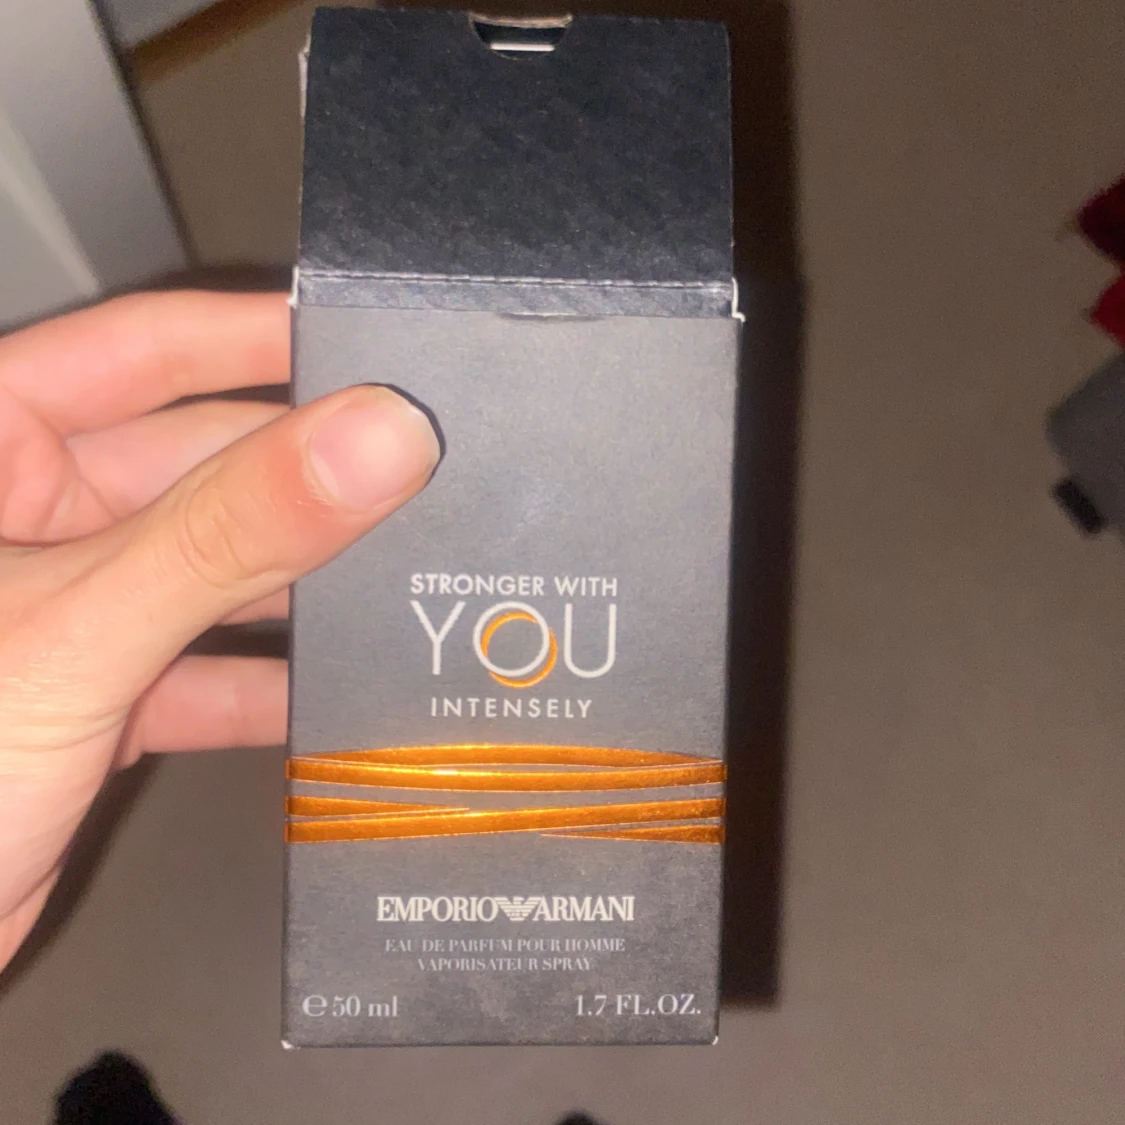 STRONGER WITH
YOU
INTENSELY
EMPORIO ARMANI
EAU DE PARFUM POUR HOMME
VAPORISATEUR SPRAY
℮ 50 ml 1.7 FL.OZ.